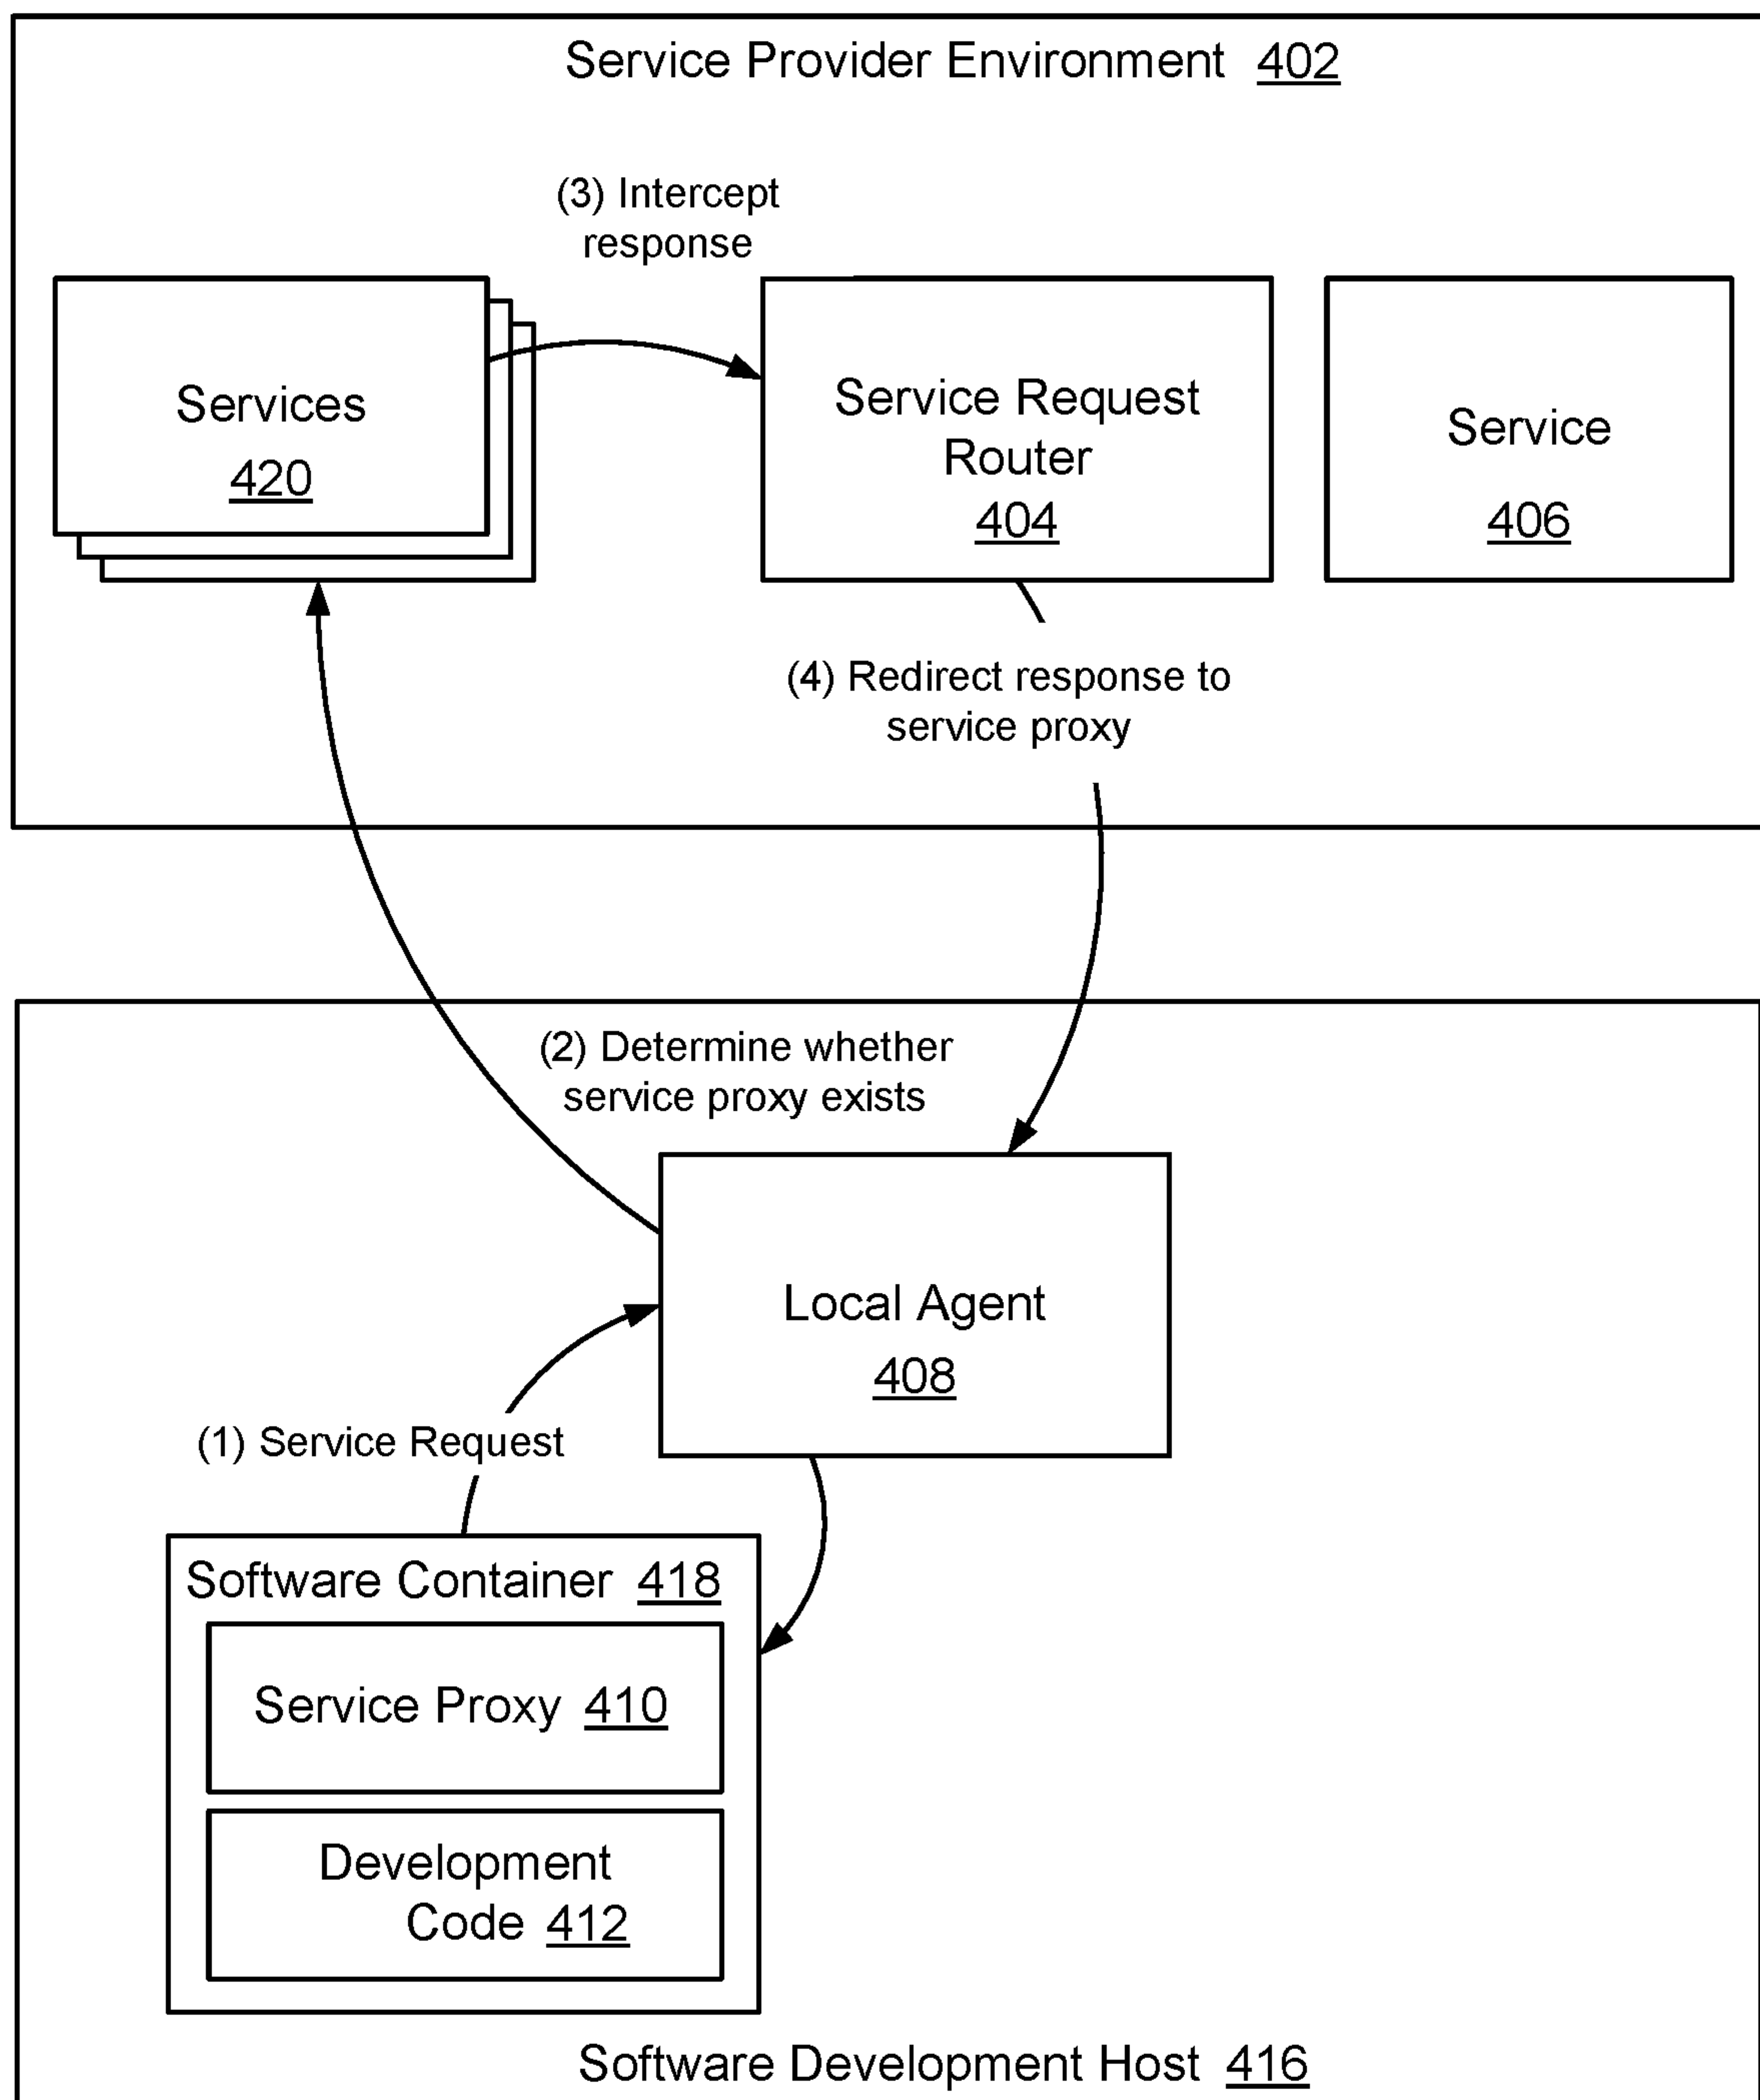 Service Provider Environment 402
(3) Intercept
response
Services
420
Service Request
Router
404
Service
406
(4) Redirect response to
service proxy
(2) Determine whether
service proxy exists
Local Agent
408
(1) Service Request
Software Container 418
Service Proxy 410
Development
Code 412
Software Development Host 416